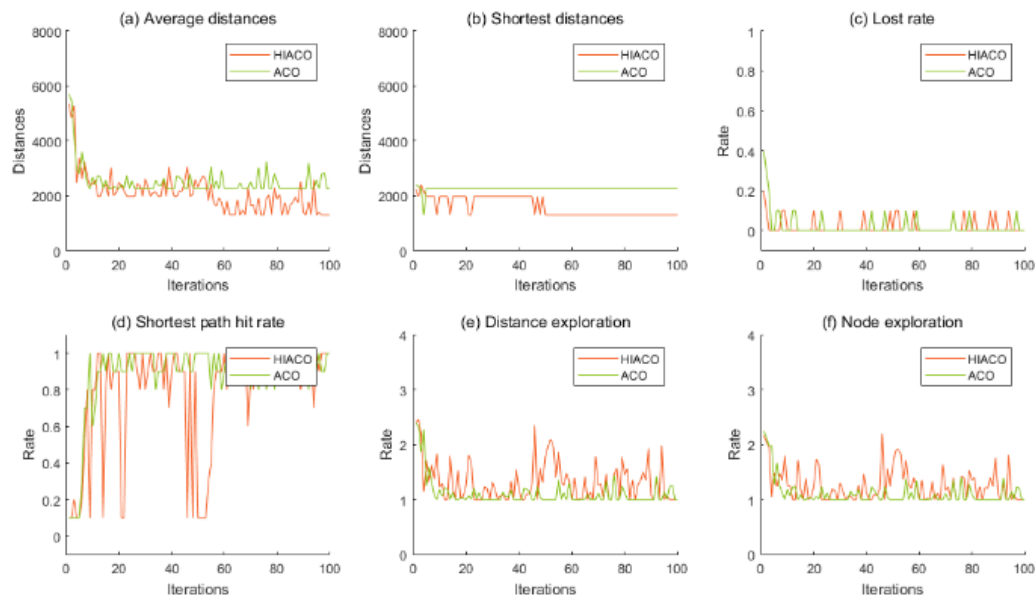 (a) Average distances
8000
6000
4000
2000
0
Distances
HIACO
ACO
0 20 40 60 80 100
Iterations
(b) Shortest distances
8000
6000
4000
2000
0
Distances
HIACO
ACO
0 20 40 60 80 100
Iterations
(c) Lost rate
1
0.8
0.6
0.4
0.2
0
Rate
HIACO
ACO
0 20 40 60 80 100
Iterations
(d) Shortest path hit rate
1
0.8
0.6
0.4
0.2
0
Rate
HIACO
ACO
0 20 40 60 80 100
Iterations
(e) Distance exploration
4
3
2
1
0
Rate
HIACO
ACO
0 20 40 60 80 100
Iterations
(f) Node exploration
4
3
2
1
0
Rate
HIACO
ACO
0 20 40 60 80 100
Iterations